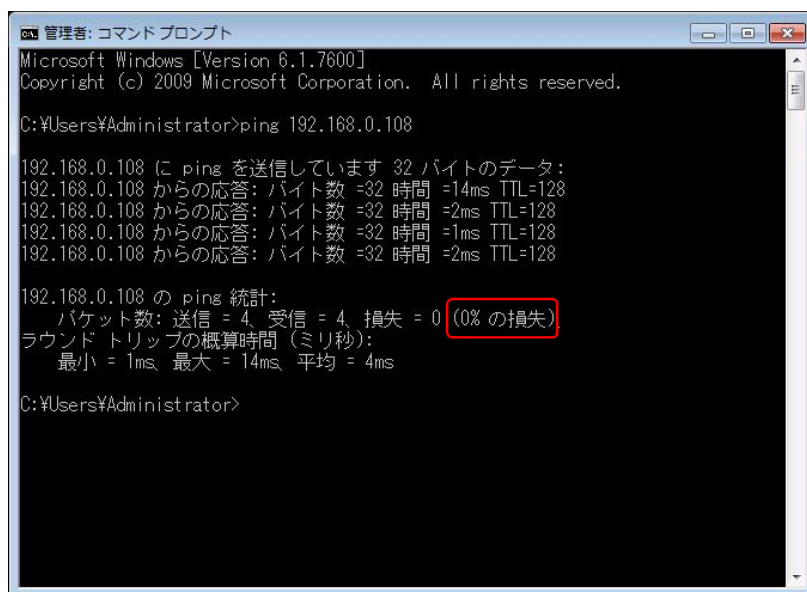 管理者: コマンド プロンプト
Microsoft Windows [Version 6.1.7600]
Copyright (c) 2009 Microsoft Corporation.  All rights reserved.
C:¥Users¥Administrator>ping 192.168.0.108
192.168.0.108 に ping を送信しています 32 バイトのデータ:
192.168.0.108 からの応答: バイト数 =32 時間 =14ms TTL=128
192.168.0.108 からの応答: バイト数 =32 時間 =2ms TTL=128
192.168.0.108 からの応答: バイト数 =32 時間 =1ms TTL=128
192.168.0.108 からの応答: バイト数 =32 時間 =2ms TTL=128
192.168.0.108 の ping 統計:
パケット数: 送信 = 4、受信 = 4、損失 = 0 (0% の損失)、
ラウンド トリップの概算時間 (ミリ秒):
最小 = 1ms、最大 = 14ms、平均 = 4ms
C:¥Users¥Administrator>